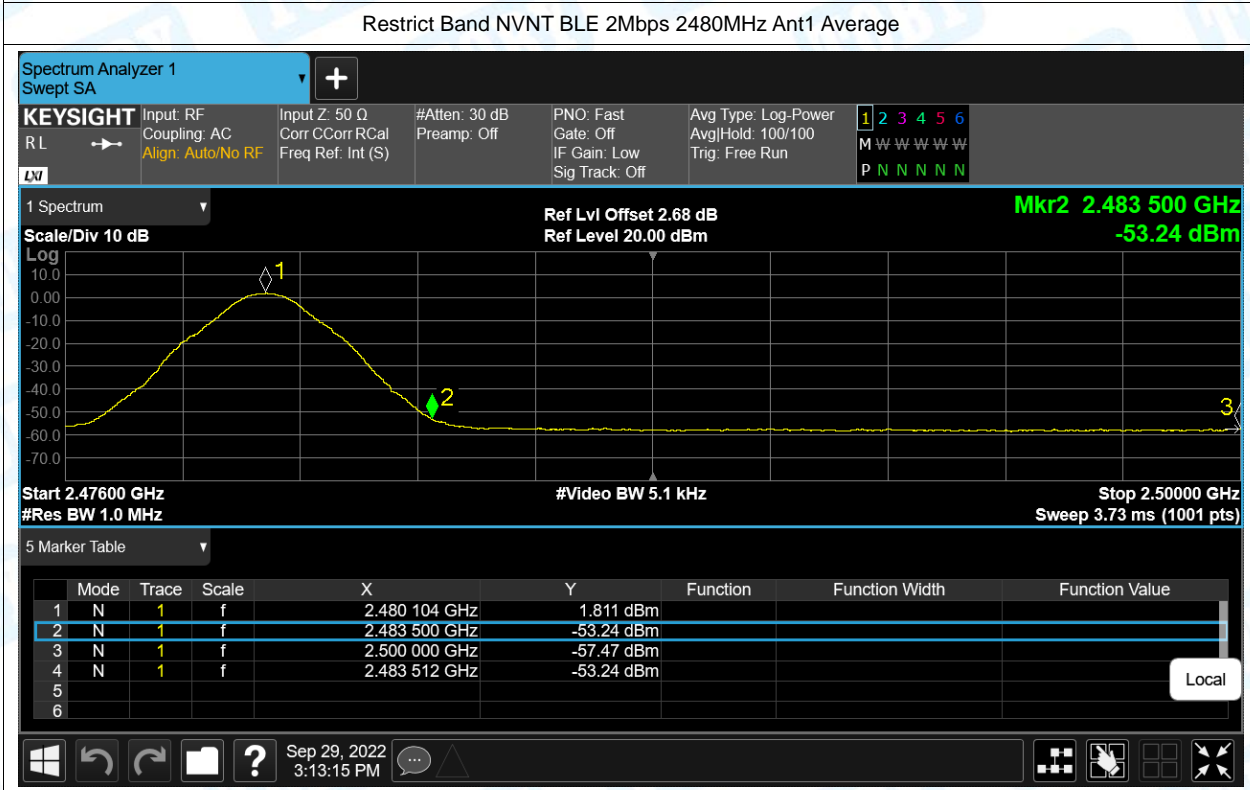 Restrict Band NVNT BLE 2Mbps 2480MHz Ant1 Average
Spectrum Analyzer 1
Swept SA
KEYSIGHT
RL
LXI
Input: RF
Coupling: AC
Align: Auto/No RF
Input Z: 50 Ω
Corr CCorr RCal
Freq Ref: Int (S)
#Atten: 30 dB
Preamp: Off
PNO: Fast
Gate: Off
IF Gain: Low
Sig Track: Off
Avg Type: Log-Power
Avg|Hold: 100/100
Trig: Free Run
1 2 3 4 5 6
M W W W W W
P N N N N N
1 Spectrum
Scale/Div 10 dB
Ref Lvl Offset 2.68 dB
Ref Level 20.00 dBm
Mkr2 2.483 500 GHz
-53.24 dBm
Log
10.0
0.00
-10.0
-20.0
-30.0
-40.0
-50.0
-60.0
-70.0
1
2
3
Start 2.47600 GHz
#Res BW 1.0 MHz
#Video BW 5.1 kHz
Stop 2.50000 GHz
Sweep 3.73 ms (1001 pts)
5 Marker Table
Mode Trace Scale X Y Function Function Width Function Value
1 N 1 f 2.480 104 GHz 1.811 dBm
2 N 1 f 2.483 500 GHz -53.24 dBm
3 N 1 f 2.500 000 GHz -57.47 dBm
4 N 1 f 2.483 512 GHz -53.24 dBm
5
6
Local
?
Sep 29, 2022
3:13:15 PM